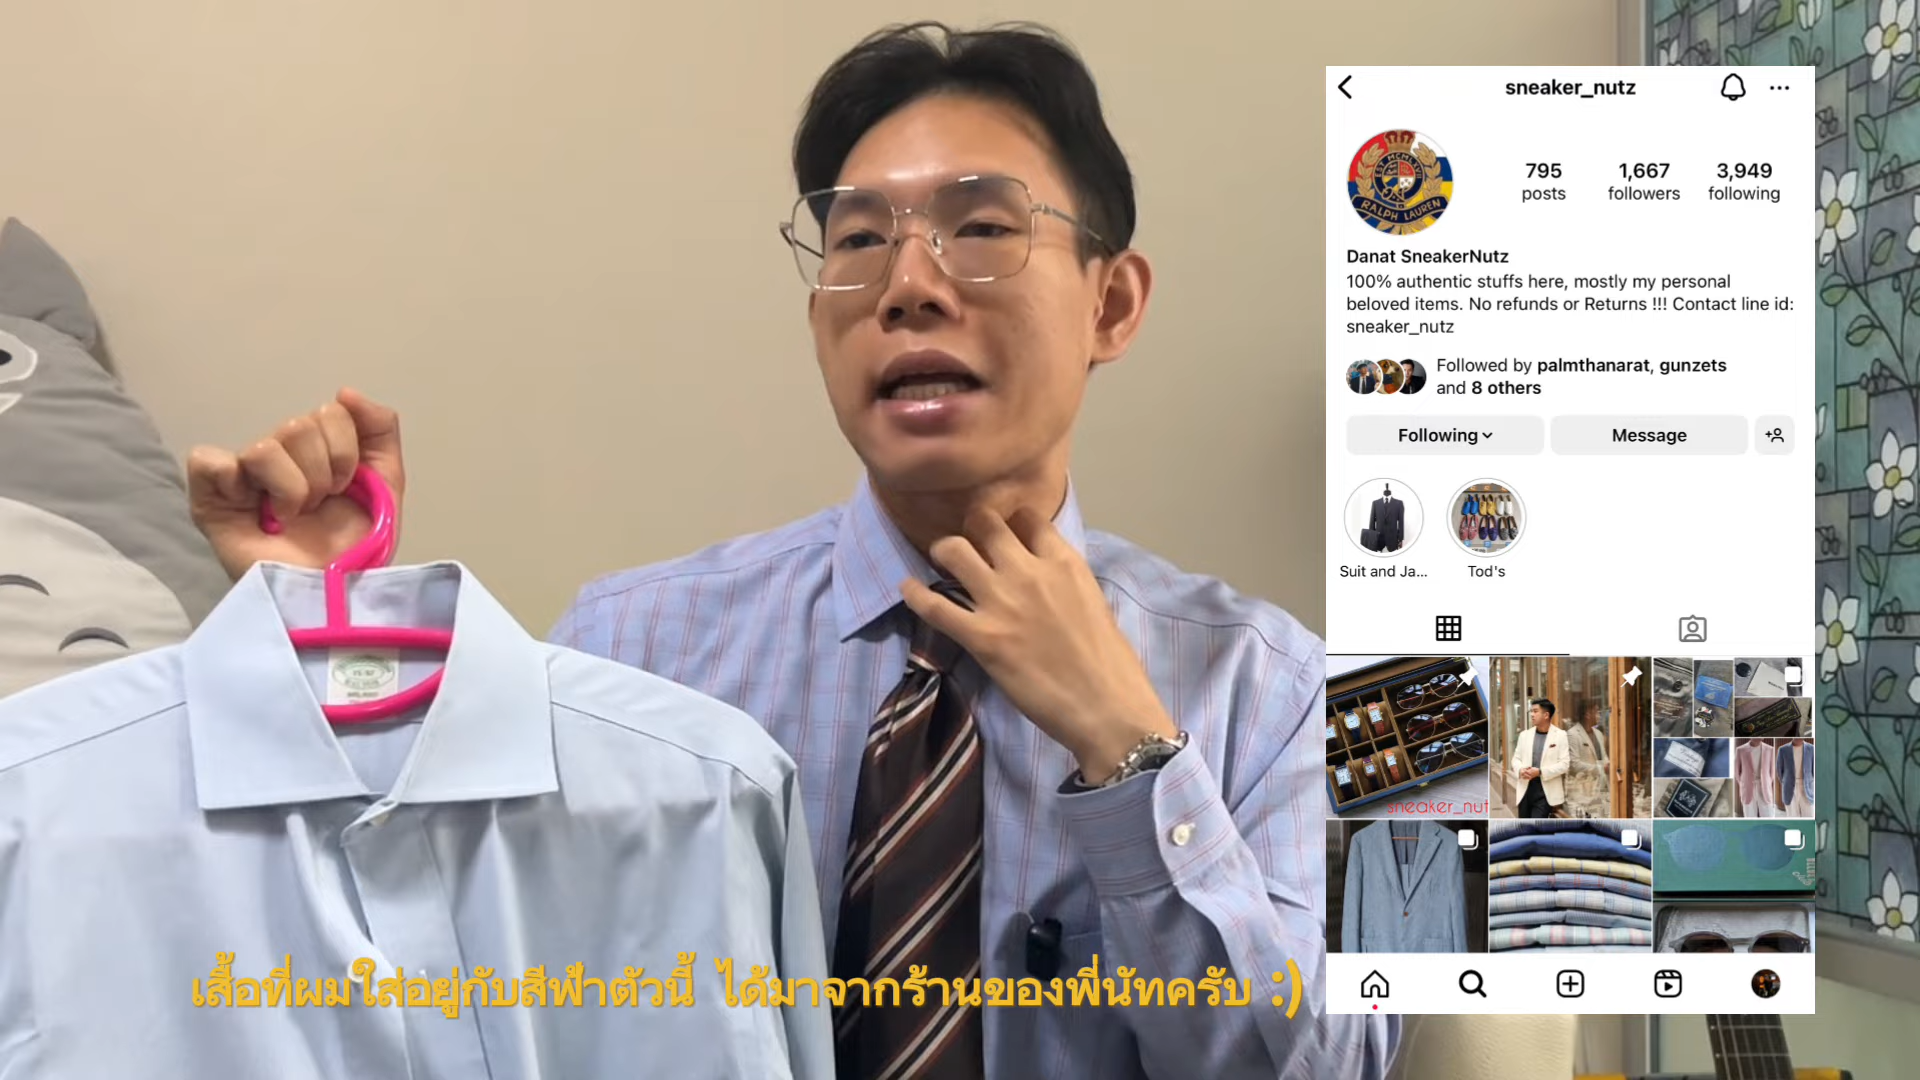 sneaker_nutz
EST MCMLXVII
RALPH LAUREN
795
posts
1,667
followers
3,949
following
Danat SneakerNutz
100% authentic stuffs here, mostly my personal
beloved items. No refunds or Returns !!! Contact line id:
sneaker_nutz
Followed by palmthanarat, gunzets
and 8 others
Following
Message
Suit and Ja...
Tod's
sneaker_nut
เสื้อที่ผมใส่อยู่กับสีฟ้าตัวนี้ ได้มาจากร้านของพี่นัทครับ :)